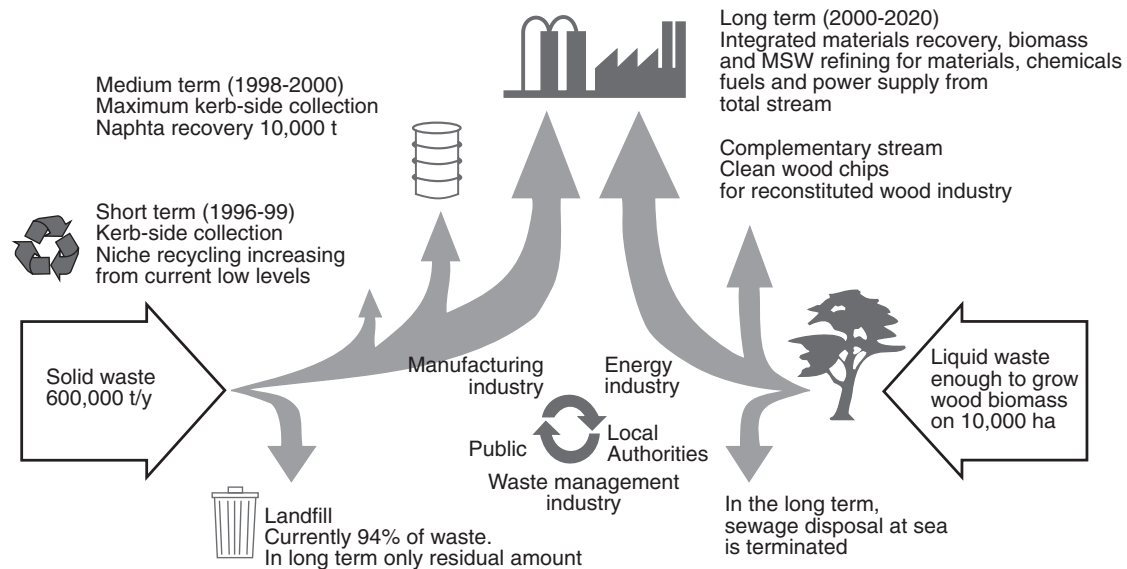 Long term (2000-2020)
Integrated materials recovery, biomass
and MSW refining for materials, chemicals
fuels and power supply from
total stream
Medium term (1998-2000)
Maximum kerb-side collection
Naphta recovery 10,000 t
Complementary stream
Clean wood chips
for reconstituted wood industry
Short term (1996-99)
Kerb-side collection
Niche recycling increasing
from current low levels
Solid waste
600,000 t/y
Manufacturing
industry
Energy
industry
Public
Local
Authorities
Waste management
industry
Liquid waste
enough to grow
wood biomass
on 10,000 ha
Landfill
Currently 94% of waste.
In long term only residual amount
In the long term,
sewage disposal at sea
is terminated